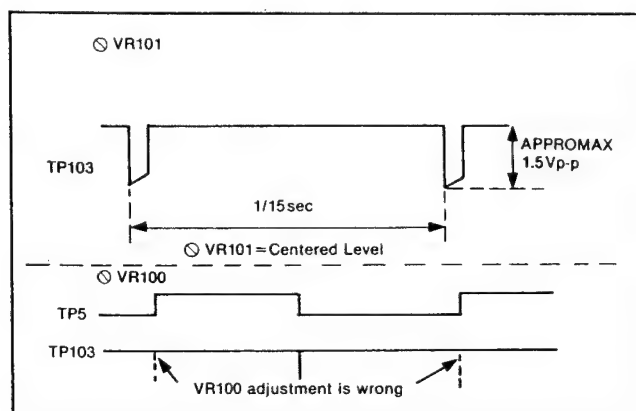 ⃠ VR101
TP103
APPROMAX
1.5Vp-p
1/15sec
⃠ VR101=Centered Level
⃠ VR100
TP5
TP103
VR100 adjustment is wrong